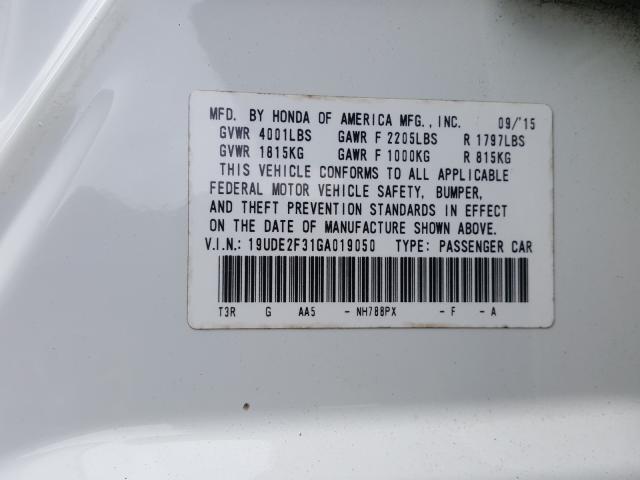 MFD. BY HONDA OF AMERICA MFG., INC. 09/'15
GVWR 4001LBS GAWR F 2205LBS R 1797LBS
GVWR 1815KG GAWR F 1000KG R 815KG
THIS VEHICLE CONFORMS TO ALL APPLICABLE
FEDERAL MOTOR VEHICLE SAFETY, BUMPER,
AND THEFT PREVENTION STANDARDS IN EFFECT
ON THE DATE OF MANUFACTURE SHOWN ABOVE.
V.I.N.: 19UDE2F31GA019050 TYPE: PASSENGER CAR
T3R G AA5 - NH788PX - F - A